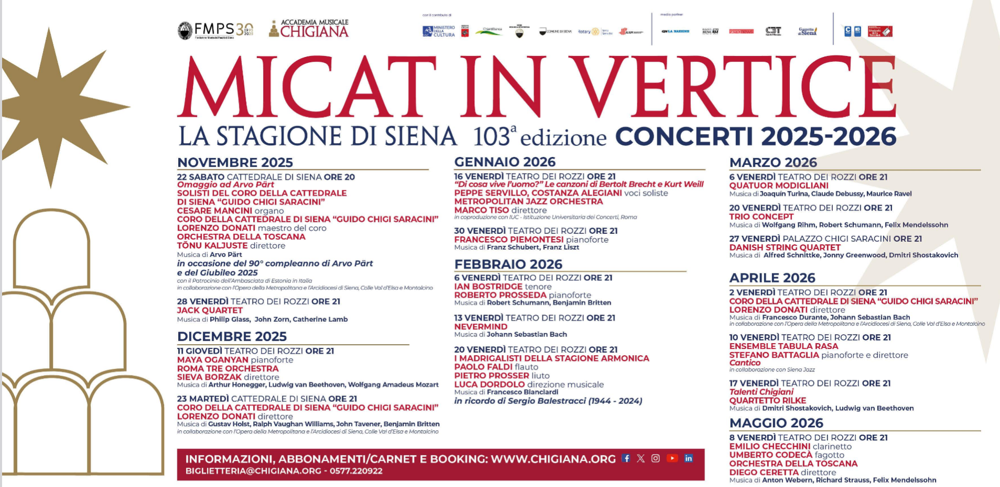 FMPS30 1995 2025
Fondazione Monte dei Paschi di Siena
ACCADEMIA MUSICALE
CHIGIANA
con il contributo di
MINISTERO
DELLA
CULTURA
ChiantiBanca
COMUNE DI SIENA
Rotary
AIAM
media partner
LA NAZIONE
C3T
Gazzetta
di Siena
MICAT IN VERTICE
LA STAGIONE DI SIENA 103ª edizione CONCERTI 2025-2026
NOVEMBRE 2025
22 SABATO CATTEDRALE DI SIENA ORE 20
Omaggio ad Arvo Pärt
SOLISTI DEL CORO DELLA CATTEDRALE
DI SIENA “GUIDO CHIGI SARACINI”
CESARE MANCINI organo
CORO DELLA CATTEDRALE DI SIENA “GUIDO CHIGI SARACINI”
LORENZO DONATI maestro del coro
ORCHESTRA DELLA TOSCANA
TÕNU KALJUSTE direttore
Musica di Arvo Pärt
in occasione del 90° compleanno di Arvo Pärt
e del Giubileo 2025
con il Patrocinio dell’Ambasciata di Estonia in Italia
in collaborazione con l’Opera della Metropolitana e l’Arcidiocesi di Siena, Colle Val d’Elsa e Montalcino
28 VENERDÌ TEATRO DEI ROZZI ORE 21
JACK QUARTET
Musica di Philip Glass, John Zorn, Catherine Lamb
DICEMBRE 2025
11 GIOVEDÌ TEATRO DEI ROZZI ORE 21
MAYA OGANYAN pianoforte
ROMA TRE ORCHESTRA
SIEVA BORZAK direttore
Musica di Arthur Honegger, Ludwig van Beethoven, Wolfgang Amadeus Mozart
23 MARTEDÌ CATTEDRALE DI SIENA ORE 21
CORO DELLA CATTEDRALE DI SIENA “GUIDO CHIGI SARACINI”
LORENZO DONATI direttore
Musica di Gustav Holst, Ralph Vaughan Williams, John Tavener, Benjamin Britten
in collaborazione con l’Opera della Metropolitana e l’Arcidiocesi di Siena, Colle Val d’Elsa e Montalcino
GENNAIO 2026
16 VENERDÌ TEATRO DEI ROZZI ORE 21
“Di cosa vive l’uomo?” Le canzoni di Bertolt Brecht e Kurt Weill
PEPPE SERVILLO, COSTANZA ALEGIANI voci soliste
METROPOLITAN JAZZ ORCHESTRA
MARCO TISO direttore
in coproduzione con IUC - Istituzione Universitaria dei Concerti, Roma
30 VENERDÌ TEATRO DEI ROZZI ORE 21
FRANCESCO PIEMONTESI pianoforte
Musica di Franz Schubert, Franz Liszt
FEBBRAIO 2026
6 VENERDÌ TEATRO DEI ROZZI ORE 21
IAN BOSTRIDGE tenore
ROBERTO PROSSEDA pianoforte
Musica di Robert Schumann, Benjamin Britten
13 VENERDÌ TEATRO DEI ROZZI ORE 21
NEVERMIND
Musica di Johann Sebastian Bach
20 VENERDÌ TEATRO DEI ROZZI ORE 21
I MADRIGALISTI DELLA STAGIONE ARMONICA
PAOLO FALDI flauto
PIETRO PROSSER liuto
LUCA DORDOLO direzione musicale
Musica di Francesco Bianciardi
in ricordo di Sergio Balestracci (1944 - 2024)
MARZO 2026
6 VENERDÌ TEATRO DEI ROZZI ORE 21
QUATUOR MODIGLIANI
Musica di Joaquín Turina, Claude Debussy, Maurice Ravel
20 VENERDÌ TEATRO DEI ROZZI ORE 21
TRIO CONCEPT
Musica di Wolfgang Rihm, Robert Schumann, Felix Mendelssohn
27 VENERDÌ PALAZZO CHIGI SARACINI ORE 21
DANISH STRING QUARTET
Musica di Alfred Schnittke, Jonny Greenwood, Dmitri Shostakovich
APRILE 2026
2 VENERDÌ TEATRO DEI ROZZI ORE 21
CORO DELLA CATTEDRALE DI SIENA “GUIDO CHIGI SARACINI”
LORENZO DONATI direttore
Musica di Francesco Durante, Johann Sebastian Bach
in collaborazione con l’Opera della Metropolitana e l’Arcidiocesi di Siena, Colle Val d’Elsa e Montalcino
10 VENERDÌ TEATRO DEI ROZZI ORE 21
ENSEMBLE TABULA RASA
STEFANO BATTAGLIA pianoforte e direttore
Cantico
in collaborazione con Siena Jazz
17 VENERDÌ TEATRO DEI ROZZI ORE 21
Talenti Chigiani
QUARTETTO RILKE
Musica di Dmitri Shostakovich, Ludwig van Beethoven
MAGGIO 2026
8 VENERDÌ TEATRO DEI ROZZI ORE 21
EMILIO CHECCHINI clarinetto
UMBERTO CODECÀ fagotto
ORCHESTRA DELLA TOSCANA
DIEGO CERETTA direttore
Musica di Anton Webern, Richard Strauss, Felix Mendelssohn
INFORMAZIONI, ABBONAMENTI/CARNET E BOOKING: WWW.CHIGIANA.ORG
BIGLIETTERIA@CHIGIANA.ORG - 0577.220922